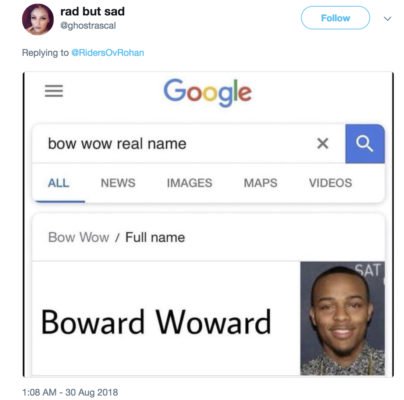 rad but sad
@ghostrascal
Follow
Replying to @RidersOvRohan
Google
bow wow real name
ALL NEWS IMAGES MAPS VIDEOS
Bow Wow / Full name
SAT
Boward Woward
1:08 AM - 30 Aug 2018